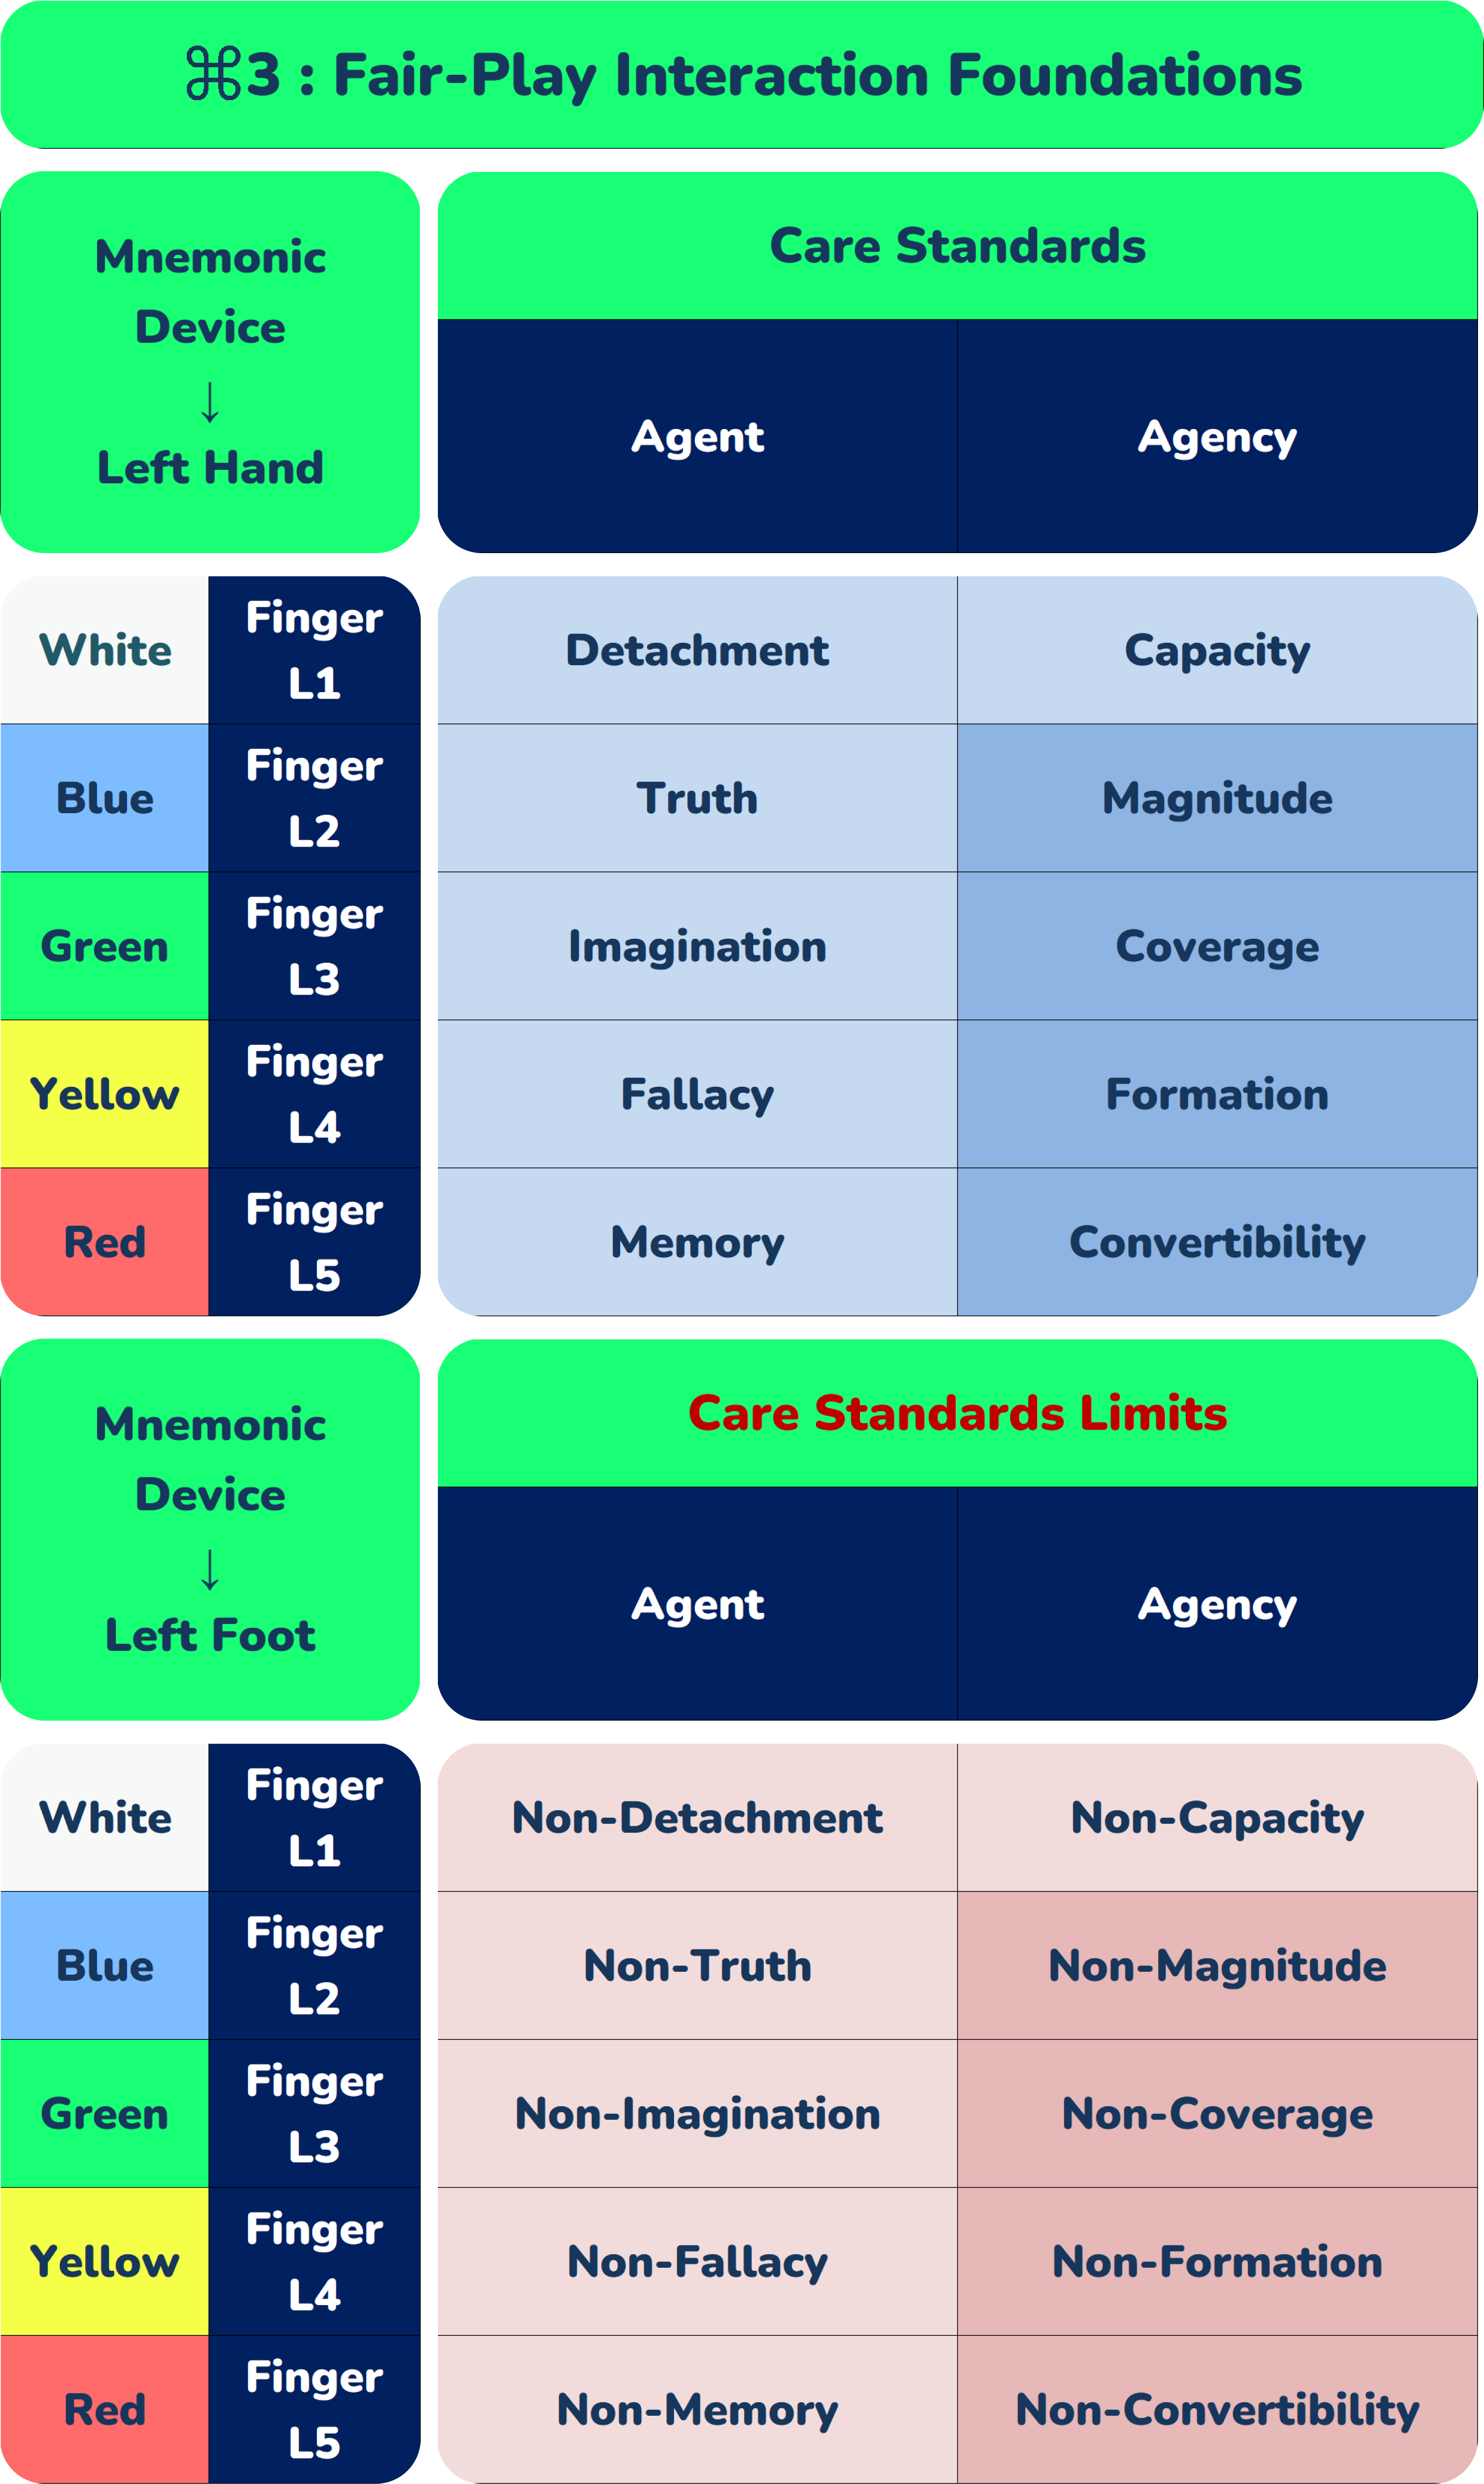 ⌘3 : Fair-Play Interaction Foundations
Mnemonic
Device
↓
Left Hand
Care Standards
Agent
Agency
White
Finger
L1
Detachment
Capacity
Blue
Finger
L2
Truth
Magnitude
Green
Finger
L3
Imagination
Coverage
Yellow
Finger
L4
Fallacy
Formation
Red
Finger
L5
Memory
Convertibility
Mnemonic
Device
↓
Left Foot
Care Standards Limits
Agent
Agency
White
Finger
L1
Non-Detachment
Non-Capacity
Blue
Finger
L2
Non-Truth
Non-Magnitude
Green
Finger
L3
Non-Imagination
Non-Coverage
Yellow
Finger
L4
Non-Fallacy
Non-Formation
Red
Finger
L5
Non-Memory
Non-Convertibility